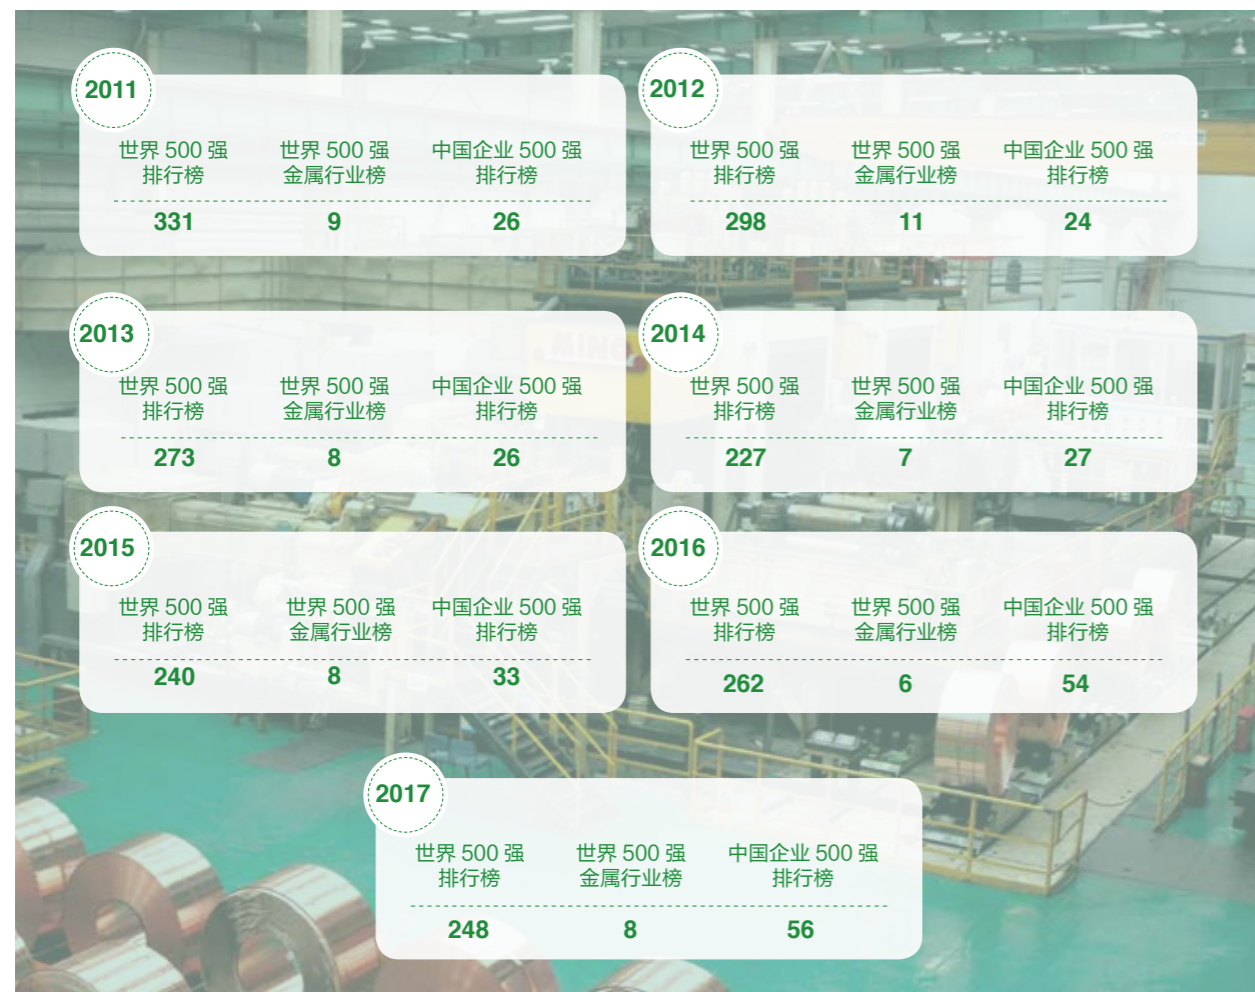 2011
世界 500 强 世界 500 强 中国企业 500 强
排行榜 金属行业榜 排行榜
331 9 26
2012
世界 500 强 世界 500 强 中国企业 500 强
排行榜 金属行业榜 排行榜
298 11 24
2013
世界 500 强 世界 500 强 中国企业 500 强
排行榜 金属行业榜 排行榜
273 8 26
2014
世界 500 强 世界 500 强 中国企业 500 强
排行榜 金属行业榜 排行榜
227 7 27
2015
世界 500 强 世界 500 强 中国企业 500 强
排行榜 金属行业榜 排行榜
240 8 33
2016
世界 500 强 世界 500 强 中国企业 500 强
排行榜 金属行业榜 排行榜
262 6 54
2017
世界 500 强 世界 500 强 中国企业 500 强
排行榜 金属行业榜 排行榜
248 8 56
MINO